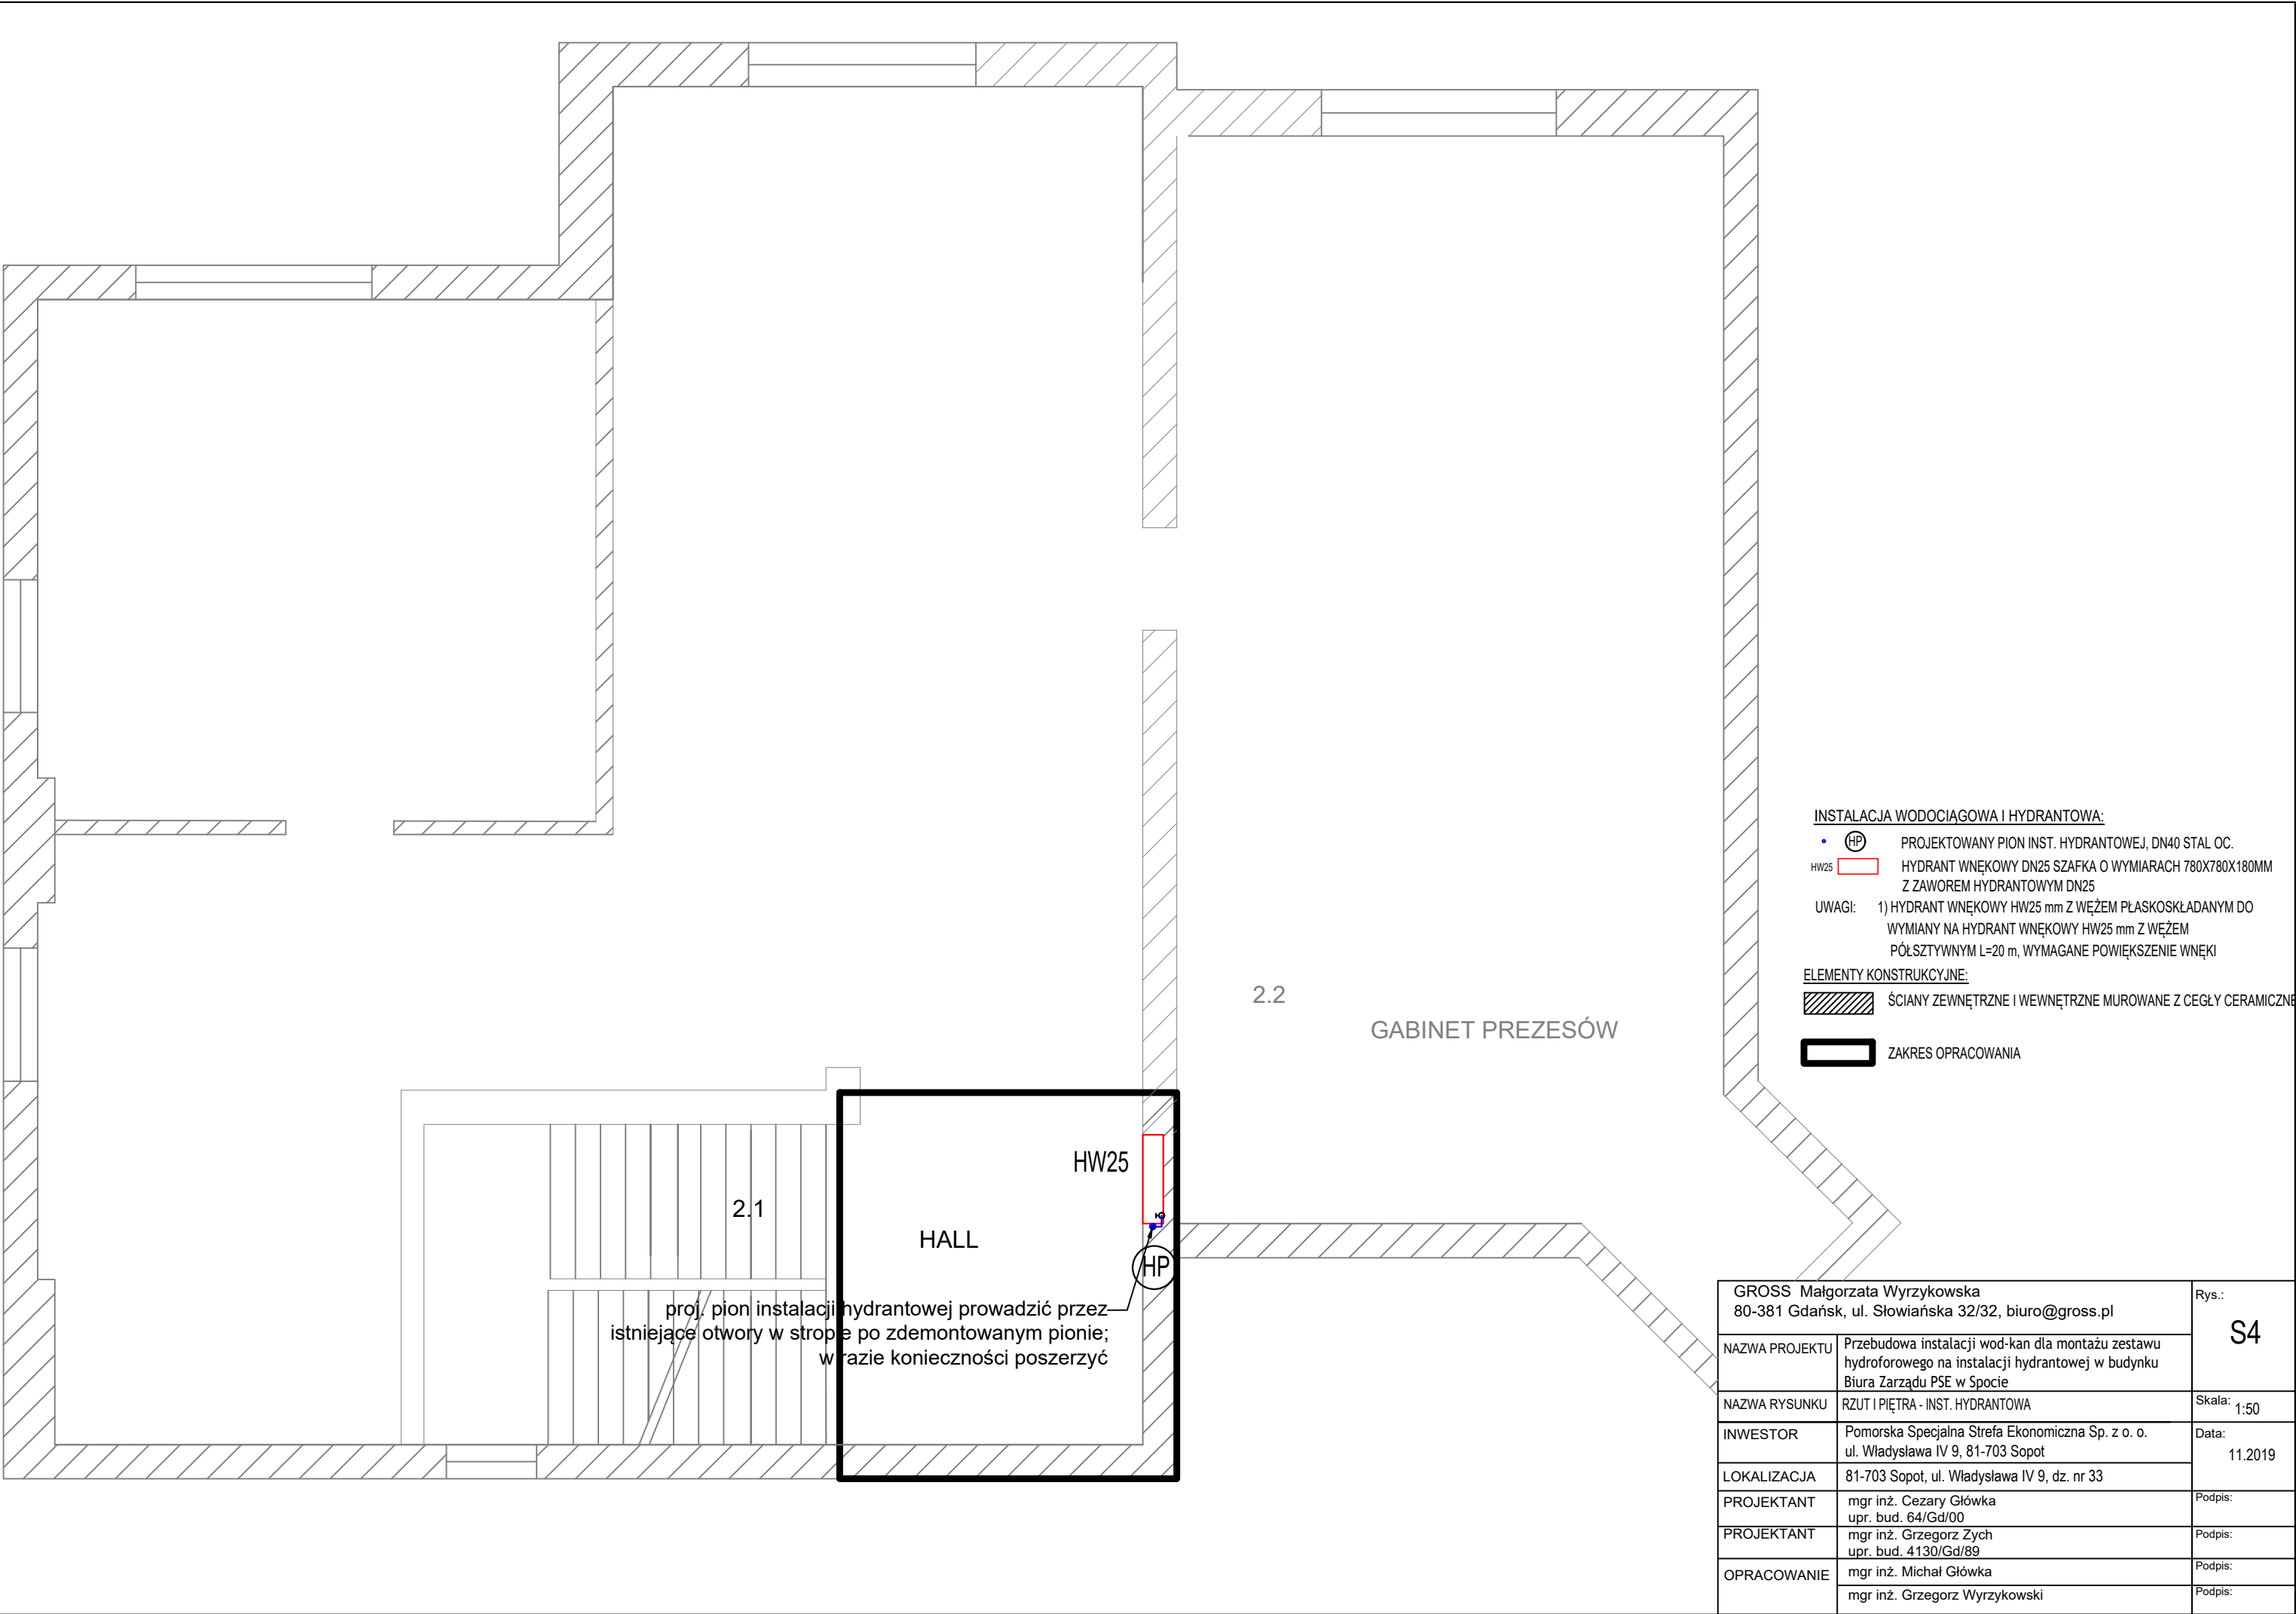 INSTALACJA WODOCIĄGOWA I HYDRANTOWA:
HP PROJEKTOWANY PION INST. HYDRANTOWEJ, DN40 STAL OC.
HW25 HYDRANT WNĘKOWY DN25 SZAFKA O WYMIARACH 780X780X180MM
Z ZAWOREM HYDRANTOWYM DN25
UWAGI: 1) HYDRANT WNĘKOWY HW25 mm Z WĘŻEM PŁASKOSKŁADANYM DO
WYMIANY NA HYDRANT WNĘKOWY HW25 mm Z WĘŻEM
PÓŁSZTYWNYM L=20 m, WYMAGANE POWIĘKSZENIE WNĘKI
ELEMENTY KONSTRUKCYJNE:
ŚCIANY ZEWNĘTRZNE I WEWNĘTRZNE MUROWANE Z CEGŁY CERAMICZNE
ZAKRES OPRACOWANIA
2.2
GABINET PREZESÓW
HW25
2.1
HALL
HP
proj. pion instalacji hydrantowej prowadzić przez
istniejące otwory w stropie po zdemontowanym pionie;
w razie konieczności poszerzyć
GROSS Małgorzata Wyrzykowska
80-381 Gdańsk, ul. Słowiańska 32/32, biuro@gross.pl
Rys.:
S4
NAZWA PROJEKTU
Przebudowa instalacji wod-kan dla montażu zestawu
hydroforowego na instalacji hydrantowej w budynku
Biura Zarządu PSE w Spocie
NAZWA RYSUNKU
RZUT I PIĘTRA - INST. HYDRANTOWA
Skala: 1:50
INWESTOR
Pomorska Specjalna Strefa Ekonomiczna Sp. z o. o.
ul. Władysława IV 9, 81-703 Sopot
Data:
11.2019
LOKALIZACJA
81-703 Sopot, ul. Władysława IV 9, dz. nr 33
PROJEKTANT
mgr inż. Cezary Główka
upr. bud. 64/Gd/00
Podpis:
PROJEKTANT
mgr inż. Grzegorz Zych
upr. bud. 4130/Gd/89
Podpis:
OPRACOWANIE
mgr inż. Michał Główka
Podpis:
mgr inż. Grzegorz Wyrzykowski
Podpis: